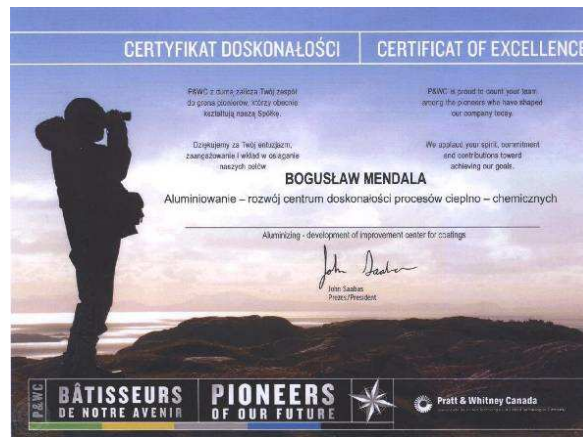 CERTYFIKAT DOSKONAŁOŚCI
CERTIFICAT OF EXCELLENCE
P&WC z dumą zalicza Twój zespół
do grona pionierów, którzy obecnie
kształtują naszą Spółkę.
P&WC is proud to count your team
among the pioneers who have shaped
our company today.
Dziękujemy za Twój entuzjazm,
zaangażowanie i wkład w osiąganie
naszych celów
We applaud your spirit, commitment
and contributions toward
achieving our goals.
BOGUSŁAW MENDALA
Aluminiowanie – rozwój centrum doskonałości procesów cieplno – chemicznych
Aluminizing - development of improvement center for coatings
John Saabas
John Saabas
Prezes/President
P&WC
BÂTISSEURS
DE NOTRE AVENIR
PIONEERS
OF OUR FUTURE
Pratt & Whitney Canada